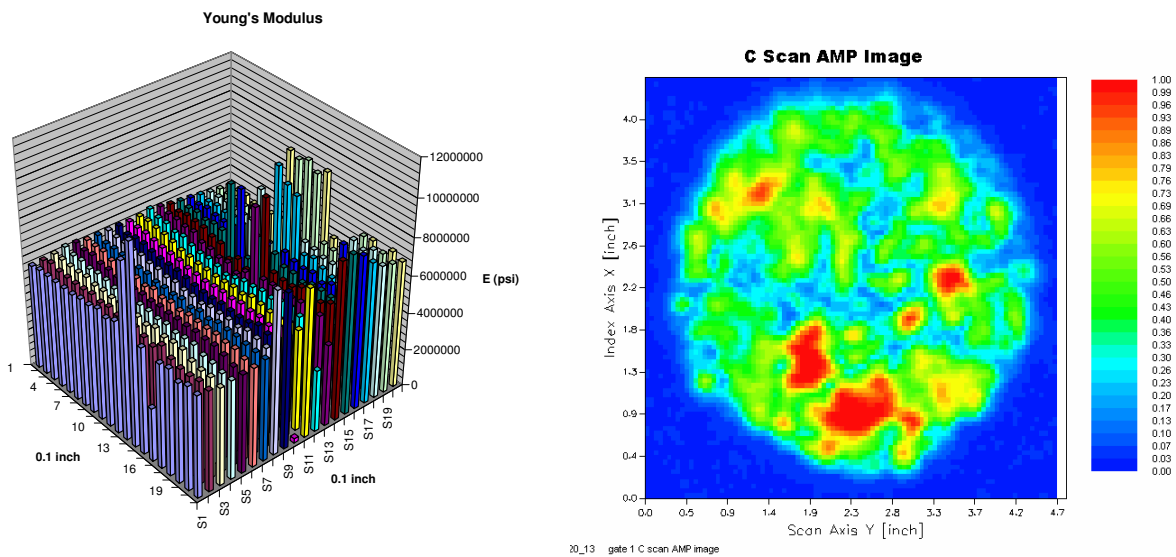 Young's Modulus
12000000
10000000
8000000
6000000
4000000
2000000
0
E (psi)
1
4
7
10
13
16
19
0.1 inch
S1
S3
S5
S7
S9
S11
S13
S15
S17
S19
0.1 inch
C Scan AMP Image
Index Axis X [inch]
4.0
3.5
3.1
2.6
2.2
1.8
1.3
0.9
0.4
0.0
0.0 0.5 0.9 1.4 1.9 2.3 2.8 3.3 3.7 4.2 4.7
Scan Axis Y [inch]
1.00
0.99
0.96
0.93
0.89
0.86
0.83
0.79
0.76
0.73
0.69
0.66
0.63
0.60
0.56
0.53
0.50
0.46
0.43
0.40
0.36
0.33
0.30
0.26
0.23
0.20
0.17
0.13
0.10
0.07
0.03
0.00
20_13 gate 1 C scan AMP image